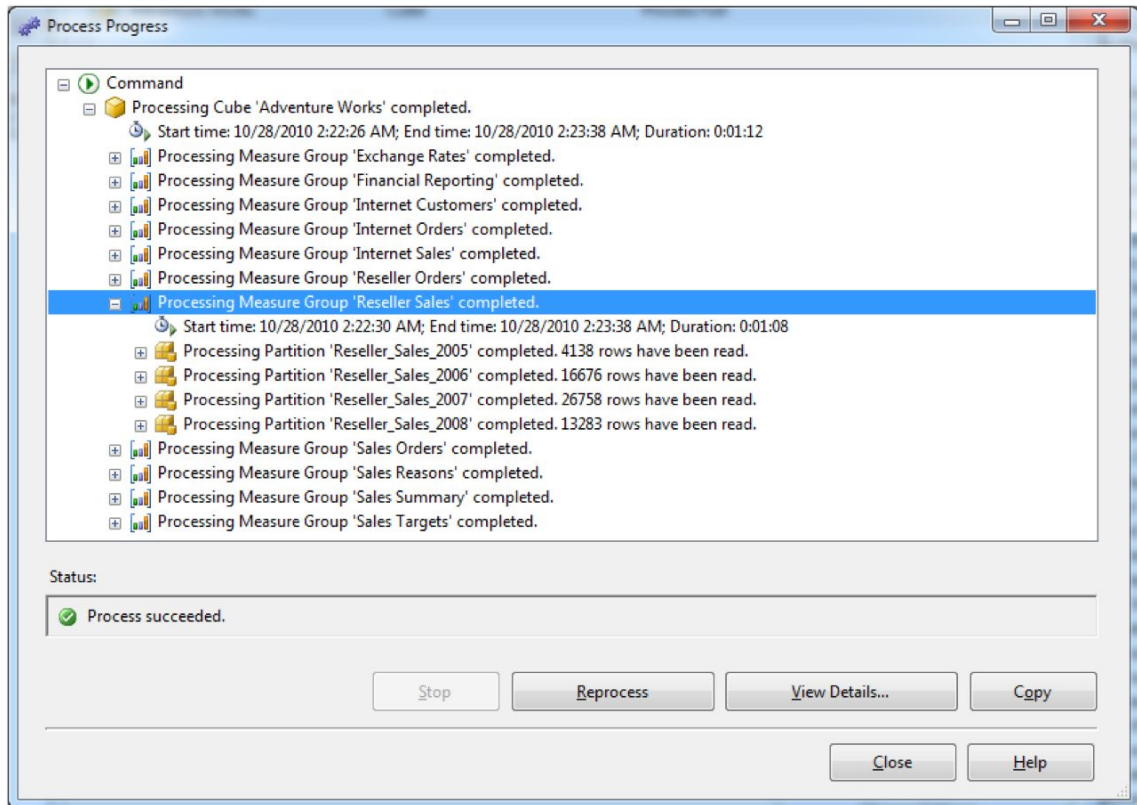 Process Progress
Command
Processing Cube 'Adventure Works' completed.
Start time: 10/28/2010 2:22:26 AM; End time: 10/28/2010 2:23:38 AM; Duration: 0:01:12
Processing Measure Group 'Exchange Rates' completed.
Processing Measure Group 'Financial Reporting' completed.
Processing Measure Group 'Internet Customers' completed.
Processing Measure Group 'Internet Orders' completed.
Processing Measure Group 'Internet Sales' completed.
Processing Measure Group 'Reseller Orders' completed.
Processing Measure Group 'Reseller Sales' completed.
Start time: 10/28/2010 2:22:30 AM; End time: 10/28/2010 2:23:38 AM; Duration: 0:01:08
Processing Partition 'Reseller_Sales_2005' completed. 4138 rows have been read.
Processing Partition 'Reseller_Sales_2006' completed. 16676 rows have been read.
Processing Partition 'Reseller_Sales_2007' completed. 26758 rows have been read.
Processing Partition 'Reseller_Sales_2008' completed. 13283 rows have been read.
Processing Measure Group 'Sales Orders' completed.
Processing Measure Group 'Sales Reasons' completed.
Processing Measure Group 'Sales Summary' completed.
Processing Measure Group 'Sales Targets' completed.
Status:
Process succeeded.
Stop Reprocess View Details... Copy
Close Help